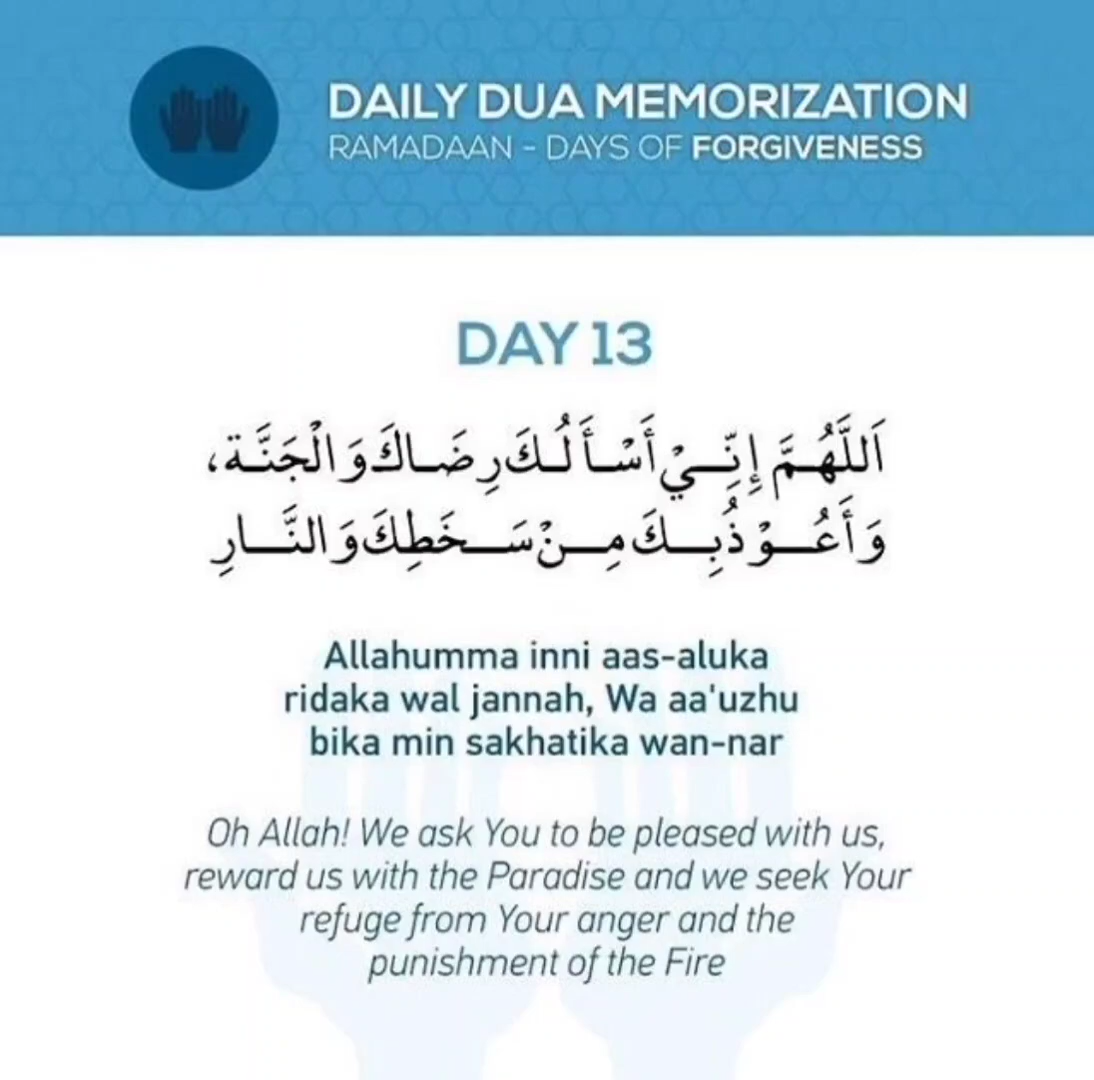 DAILY DUA MEMORIZATION
RAMADAAN - DAYS OF FORGIVENESS
DAY 13
اَللَّهُمَّ إِنِّيْ أَسْأَلُكَ رِضَاكَ وَالْجَنَّةَ،
وَأَعُوْذُبِكَ مِنْ سَخَطِكَ وَالنَّارِ
Allahumma inni aas-aluka
ridaka wal jannah, Wa aa'uzhu
bika min sakhatika wan-nar
Oh Allah! We ask You to be pleased with us,
reward us with the Paradise and we seek Your
refuge from Your anger and the
punishment of the Fire